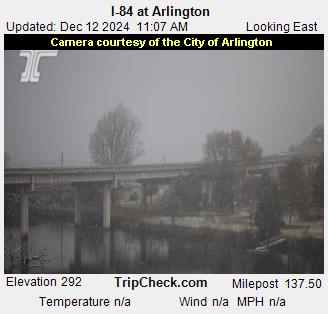 I-84 at Arlington
Updated: Dec 12 2024 11:07 AM Looking East
Camera courtesy of the City of Arlington
Elevation 292 TripCheck.com Milepost 137.50
Temperature n/a Wind n/a MPH n/a